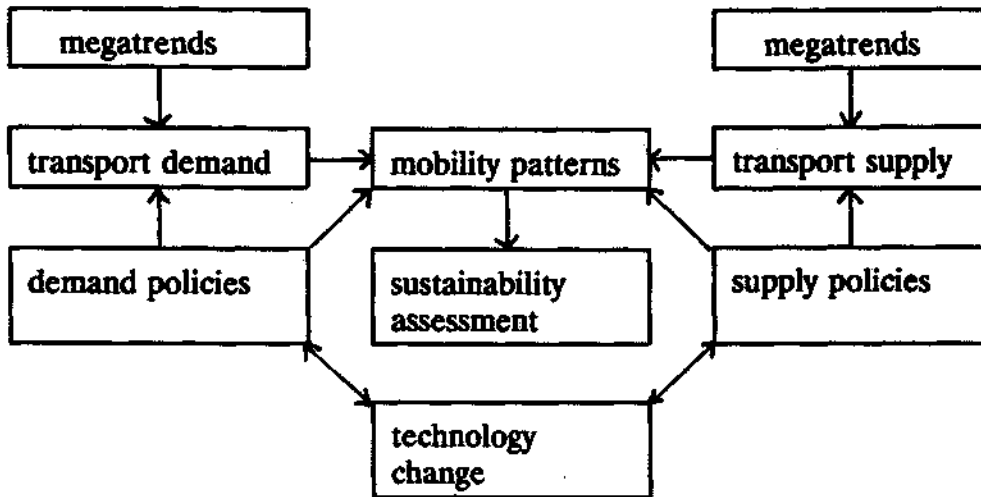 megatrends
megatrends
transport demand
mobility patterns
transport supply
demand policies
sustainability
assessment
supply policies
technology
change